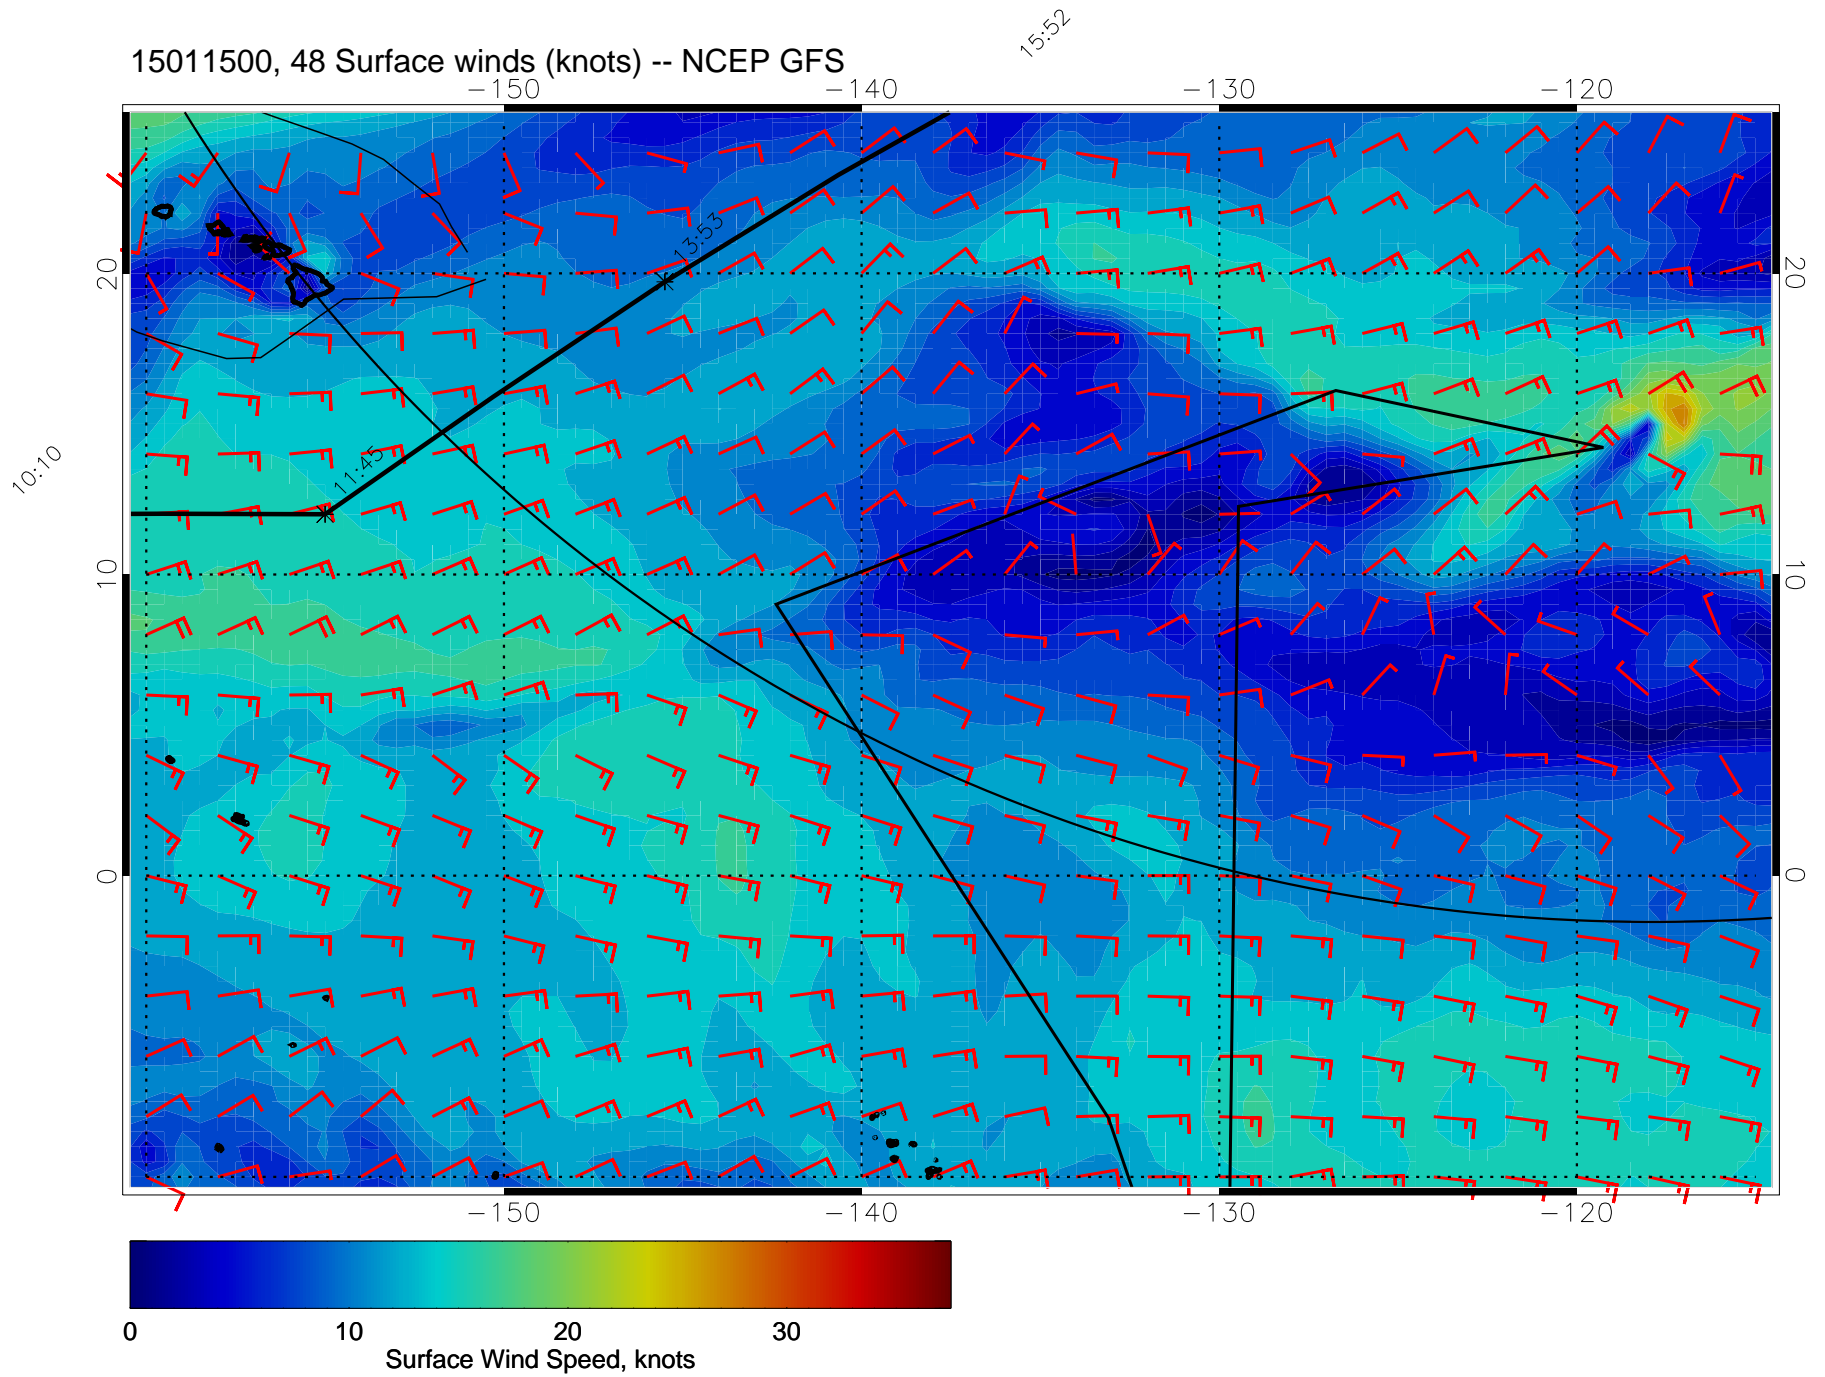 15:52
15011500, 48 Surface winds (knots) -- NCEP GFS
-150 -140 -130 -120
20 13:53 20
10:10 11:45
10 10
0 0
-150 -140 -130 -120
0 10 20 30
Surface Wind Speed, knots